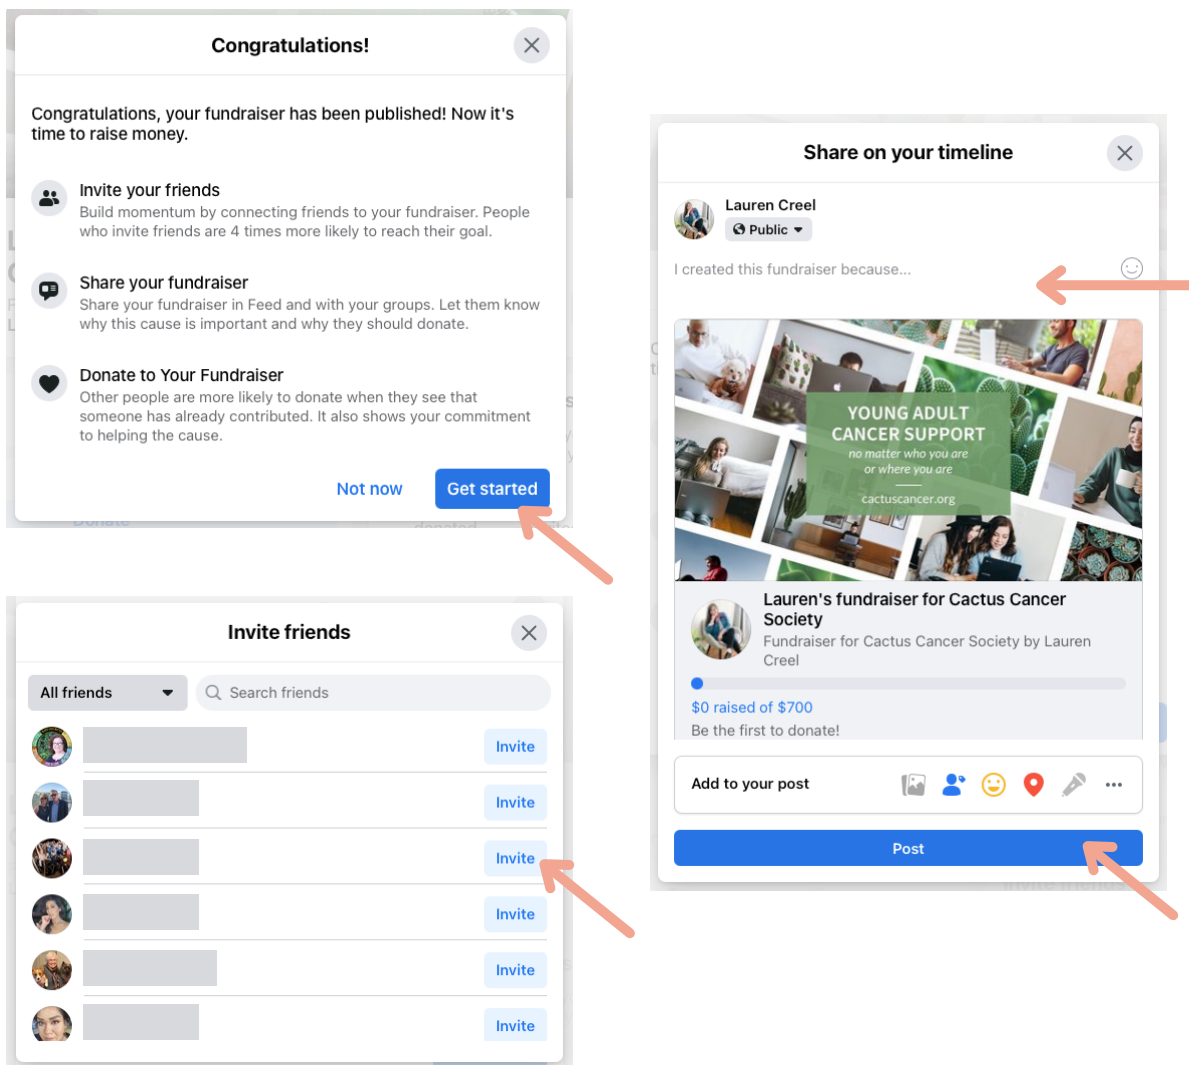 Congratulations!
Congratulations, your fundraiser has been published! Now it's
time to raise money.
Invite your friends
Build momentum by connecting friends to your fundraiser. People
who invite friends are 4 times more likely to reach their goal.
Share your fundraiser
Share your fundraiser in Feed and with your groups. Let them know
why this cause is important and why they should donate.
Donate to Your Fundraiser
Other people are more likely to donate when they see that
someone has already contributed. It also shows your commitment
to helping the cause.
Not now
Get started
Donate
donated
Invite friends
All friends
Search friends
Invite
Invite
Invite
Invite
Invite
Invite
Share on your timeline
Lauren Creel
Public
I created this fundraiser because...
YOUNG ADULT
CANCER SUPPORT
no matter who you are
or where you are
cactuscancer.org
Lauren's fundraiser for Cactus Cancer
Society
Fundraiser for Cactus Cancer Society by Lauren
Creel
$0 raised of $700
Be the first to donate!
Add to your post
Post
Invite friends